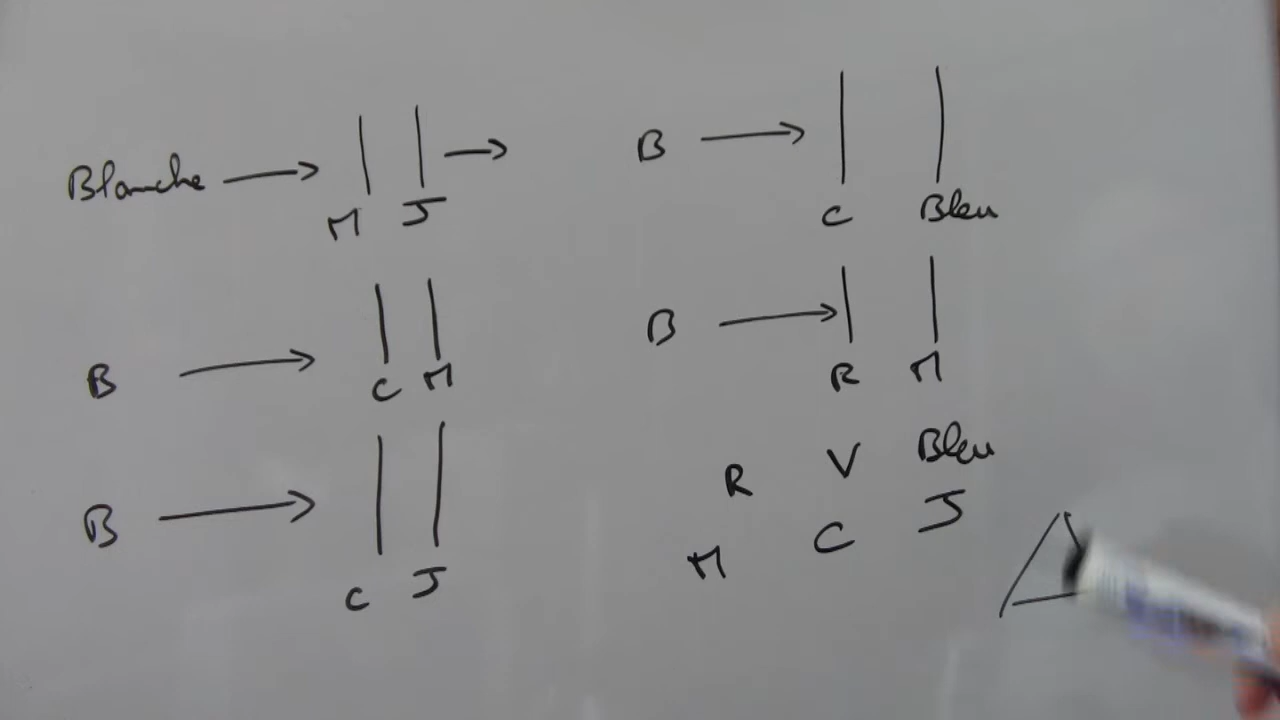 Blanche
M J
B
C M
B
C J
B
C Bleu
B
R M
R V Bleu
M C J